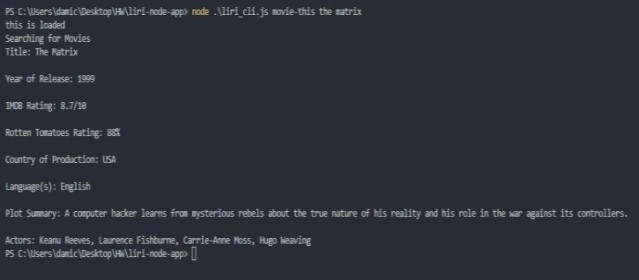 PS C:\Users\damic\Desktop\HW\liri-node-app> node .\liri_cli.js movie-this the matrix
this is loaded
Searching for Movies
Title: The Matrix
Year of Release: 1999
IMDB Rating: 8.7/10
Rotten Tomatoes Rating: 88%
Country of Production: USA
Language(s): English
Plot Summary: A computer hacker learns from mysterious rebels about the true nature of his reality and his role in the war against its controllers.
Actors: Keanu Reeves, Laurence Fishburne, Carrie-Anne Moss, Hugo Weaving
PS C:\Users\damic\Desktop\HW\liri-node-app>